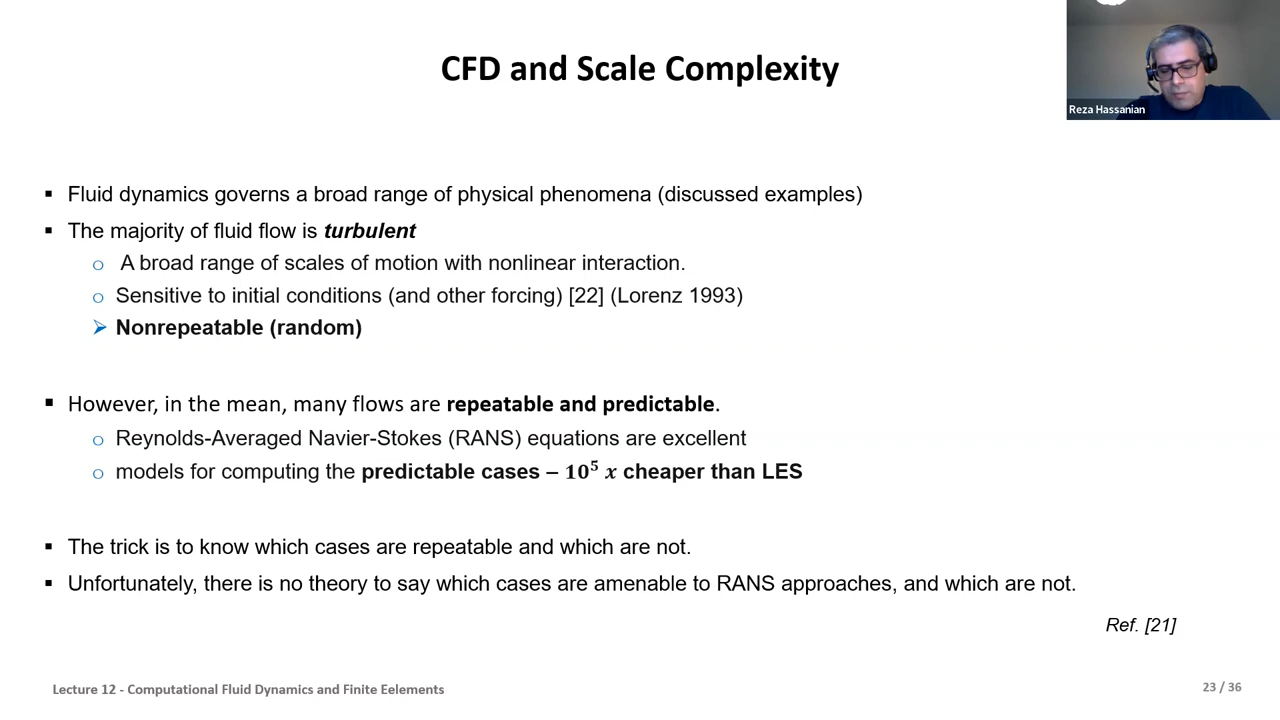 CFD and Scale Complexity
Reza Hassanian
▪ Fluid dynamics governs a broad range of physical phenomena (discussed examples)
▪ The majority of fluid flow is turbulent
o A broad range of scales of motion with nonlinear interaction.
o Sensitive to initial conditions (and other forcing) [22] (Lorenz 1993)
➢ Nonrepeatable (random)
▪ However, in the mean, many flows are repeatable and predictable.
o Reynolds-Averaged Navier-Stokes (RANS) equations are excellent
o models for computing the predictable cases – 10⁵ x cheaper than LES
▪ The trick is to know which cases are repeatable and which are not.
▪ Unfortunately, there is no theory to say which cases are amenable to RANS approaches, and which are not.
Ref. [21]
Lecture 12 - Computational Fluid Dynamics and Finite Eelements
23 / 36